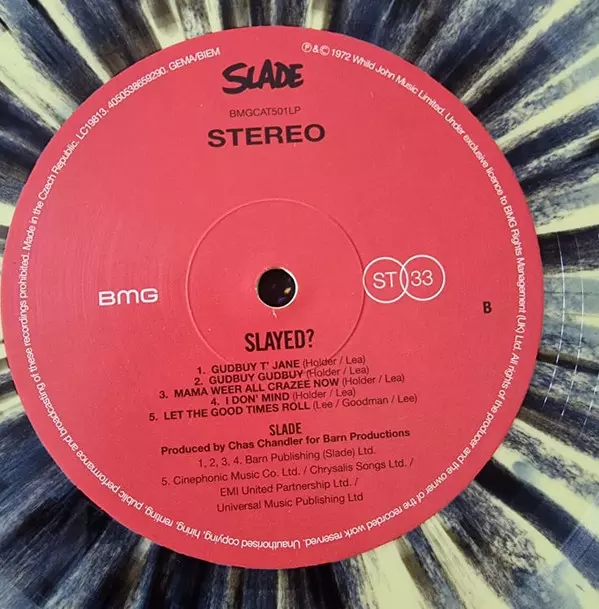 SLADE
BMGCAT501LP
STEREO
BMG
ST 33
B
SLAYED?
1. GUDBUY T' JANE (Holder / Lea)
2. GUDBUY GUDBUY (Holder / Lea)
3. MAMA WEER ALL CRAZEE NOW (Holder / Lea)
4. I DON' MIND (Holder / Lea)
5. LET THE GOOD TIMES ROLL (Lee / Goodman / Lee)
SLADE
Produced by Chas Chandler for Barn Productions
1, 2, 3, 4. Barn Publishing (Slade) Ltd.
5. Cinephonic Music Co. Ltd. / Chrysalis Songs Ltd. /
EMI United Partnership Ltd. /
Universal Music Publishing Ltd
℗&© 1972 Whild John Music Limited. Under exclusive licence to BMG Rights Management (UK) Ltd. All rights of the producer and the owner of the recorded work reserved. Unauthorised copying, hiring, renting, public performance and broadcasting of these recordings prohibited. Made in the Czech Republic. LC19813. 4050538659290. GEMA/BIEM